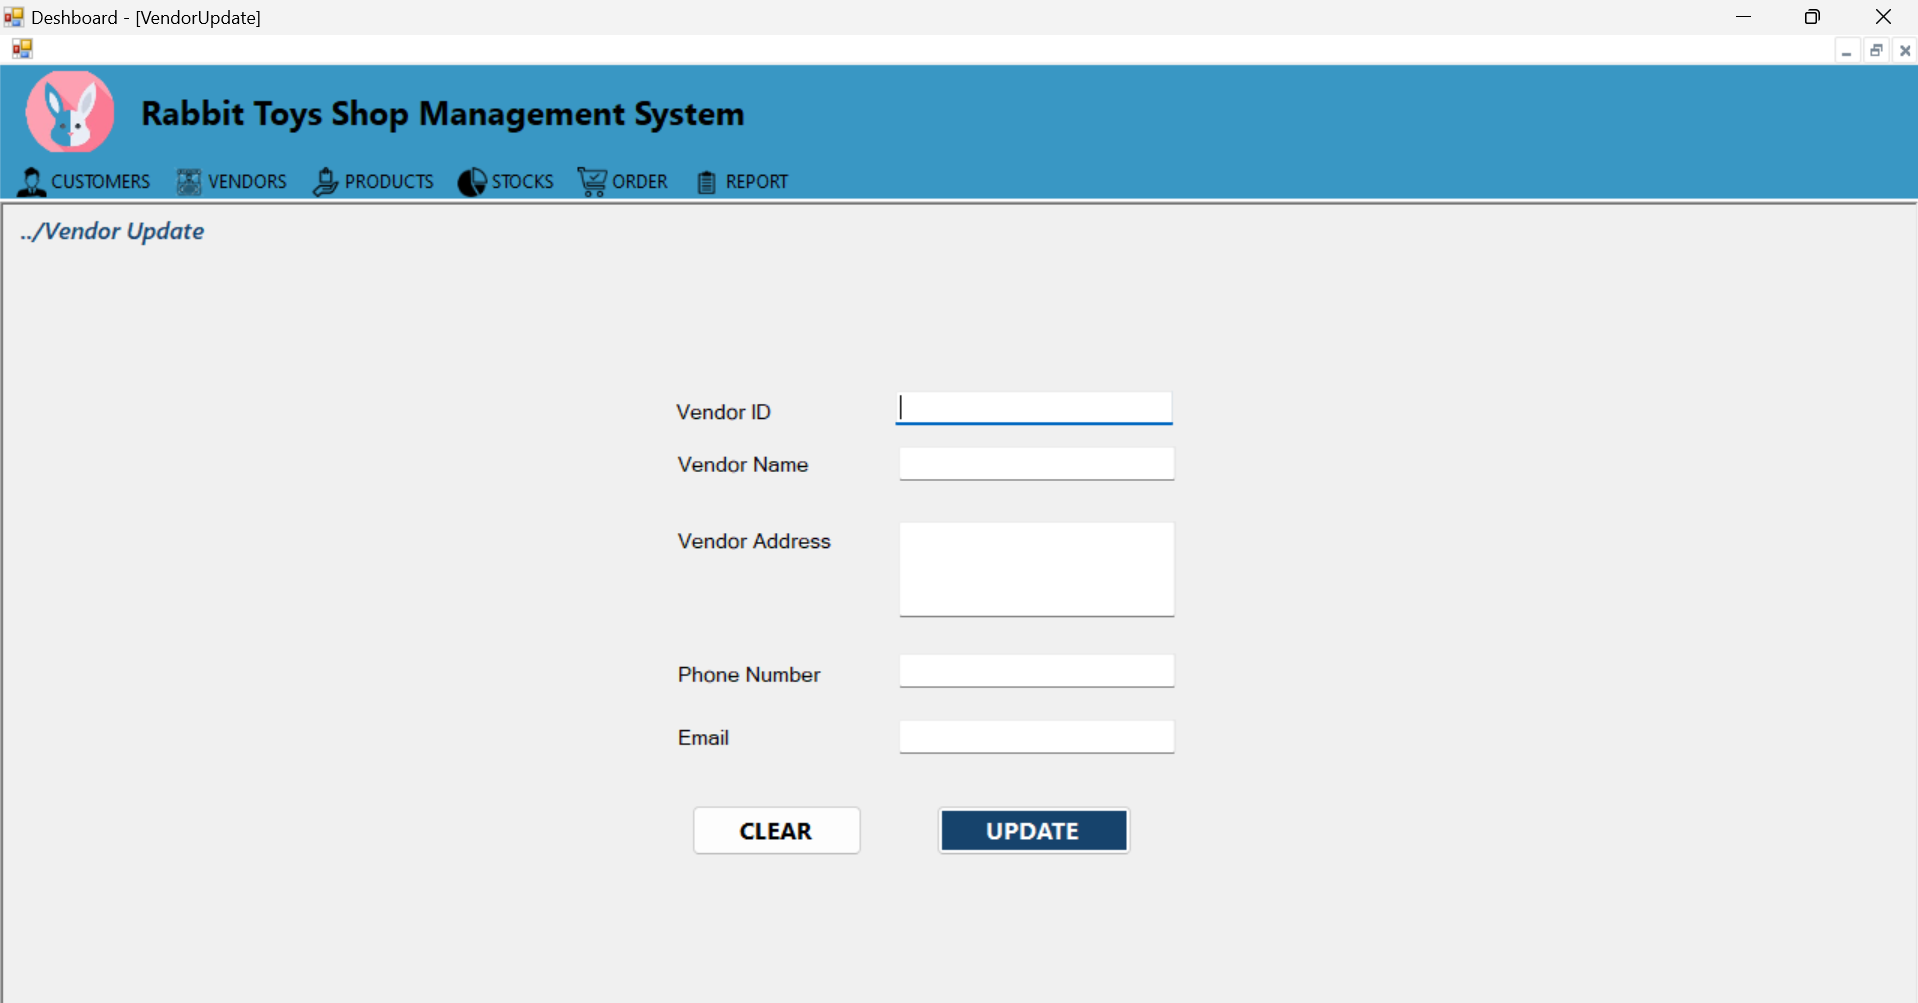 Deshboard - [VendorUpdate]
Rabbit Toys Shop Management System
CUSTOMERS VENDORS PRODUCTS STOCKS ORDER REPORT
../Vendor Update
Vendor ID
Vendor Name
Vendor Address
Phone Number
Email
CLEAR UPDATE